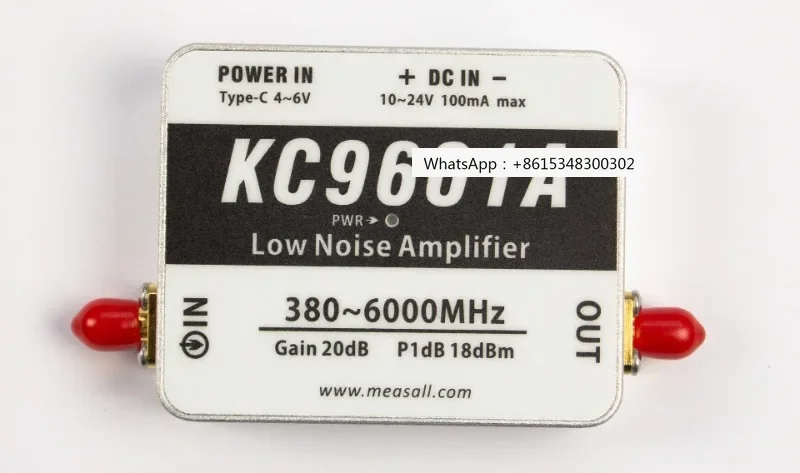 POWER IN
Type-C 4~6V
+ DC IN -
10~24V 100mA max
KC9601A
WhatsApp：+8615348300302
PWR➔
Low Noise Amplifier
IN
380~6000MHz
Gain 20dB P1dB 18dBm
OUT
www.measall.com